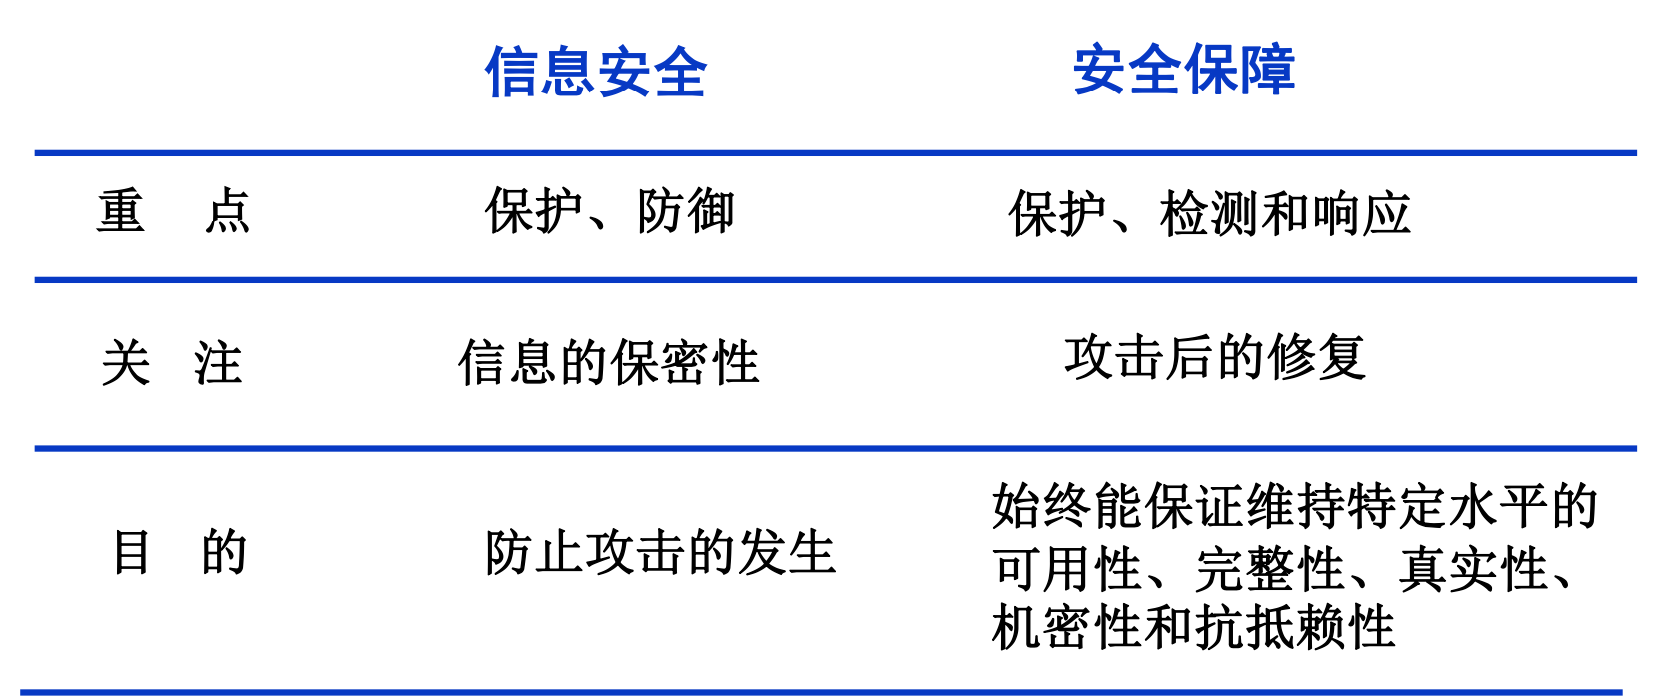 信息安全 安全保障
重 点 保护、防御 保护、检测和响应
关 注 信息的保密性 攻击后的修复
目 的 防止攻击的发生 始终能保证维持特定水平的
可用性、完整性、真实性、
机密性和抗抵赖性